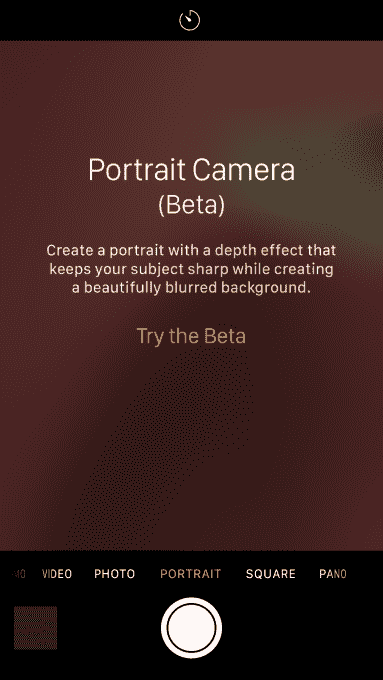 Portrait Camera
(Beta)
Create a portrait with a depth effect that
keeps your subject sharp while creating
a beautifully blurred background.
Try the Beta
VIDEO PHOTO PORTRAIT SQUARE PANO